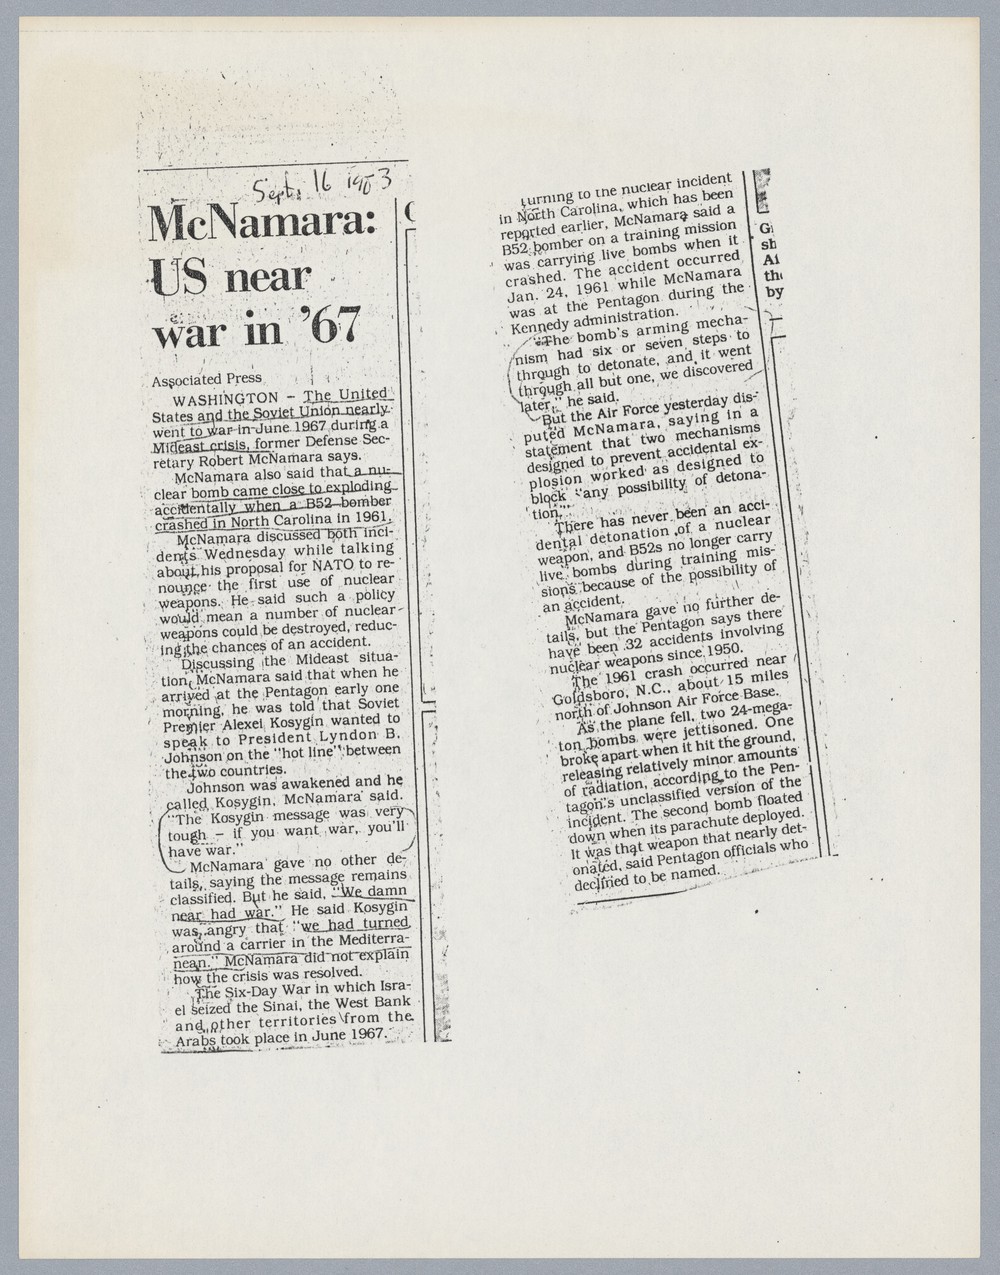 Sept. 16 1983
McNamara:
US near
war in '67
Associated Press
WASHINGTON – The United
States and the Soviet Union nearly
went to war in June 1967 during a
Mideast crisis, former Defense Sec-
retary Robert McNamara says.
McNamara also said that a nu-
clear bomb came close to exploding
accidentally when a B52 bomber
crashed in North Carolina in 1961.
McNamara discussed both inci-
dents Wednesday while talking
about his proposal for NATO to re-
nounce the first use of nuclear
weapons. He said such a policy
would mean a number of nuclear
weapons could be destroyed, reduc-
ing the chances of an accident.
Discussing the Mideast situa-
tion, McNamara said that when he
arrived at the Pentagon early one
morning, he was told that Soviet
Premier Alexei Kosygin wanted to
speak to President Lyndon B.
Johnson on the "hot line" between
the two countries.
Johnson was awakened and he
called Kosygin, McNamara said.
"The Kosygin message was very
tough – if you want war, you'll
have war."
McNamara gave no other de-
tails, saying the message remains
classified. But he said, "We damn
near had war." He said Kosygin
was angry that "we had turned
around a carrier in the Mediterra-
nean." McNamara did not explain
how the crisis was resolved.
The Six-Day War in which Isra-
el seized the Sinai, the West Bank
and other territories from the
Arabs took place in June 1967.
turning to the nuclear incident
in North Carolina, which has been
reported earlier, McNamara said a
B52 bomber on a training mission
was carrying live bombs when it
crashed. The accident occurred
Jan. 24, 1961 while McNamara
was at the Pentagon during the
Kennedy administration.
"The bomb's arming mecha-
nism had six or seven steps to
through to detonate, and it went
through all but one, we discovered
later," he said.
But the Air Force yesterday dis-
puted McNamara, saying in a
statement that two mechanisms
designed to prevent accidental ex-
plosion worked as designed to
block "any possibility of detona-
tion."
There has never been an acci-
dental detonation of a nuclear
weapon, and B52s no longer carry
live bombs during training mis-
sions because of the possibility of
an accident.
McNamara gave no further de-
tails, but the Pentagon says there
have been 32 accidents involving
nuclear weapons since 1950.
The 1961 crash occurred near
Goldsboro, N.C., about 15 miles
north of Johnson Air Force Base.
As the plane fell, two 24-mega-
ton bombs were jettisoned. One
broke apart when it hit the ground,
releasing relatively minor amounts
of radiation, according to the Pen-
tagon's unclassified version of the
incident. The second bomb floated
down when its parachute deployed.
It was that weapon that nearly det-
onated, said Pentagon officials who
declined to be named.
by